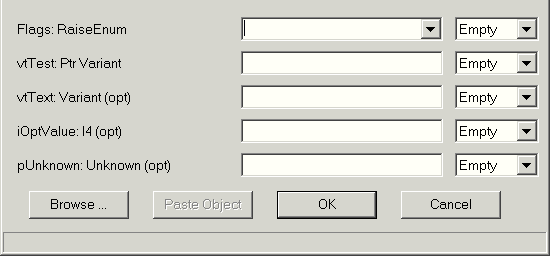 Flags: RaiseEnum Empty
vtTest: Ptr Variant Empty
vtText: Variant (opt) Empty
iOptValue: I4 (opt) Empty
pUnknown: Unknown (opt) Empty
Browse ... Paste Object OK Cancel